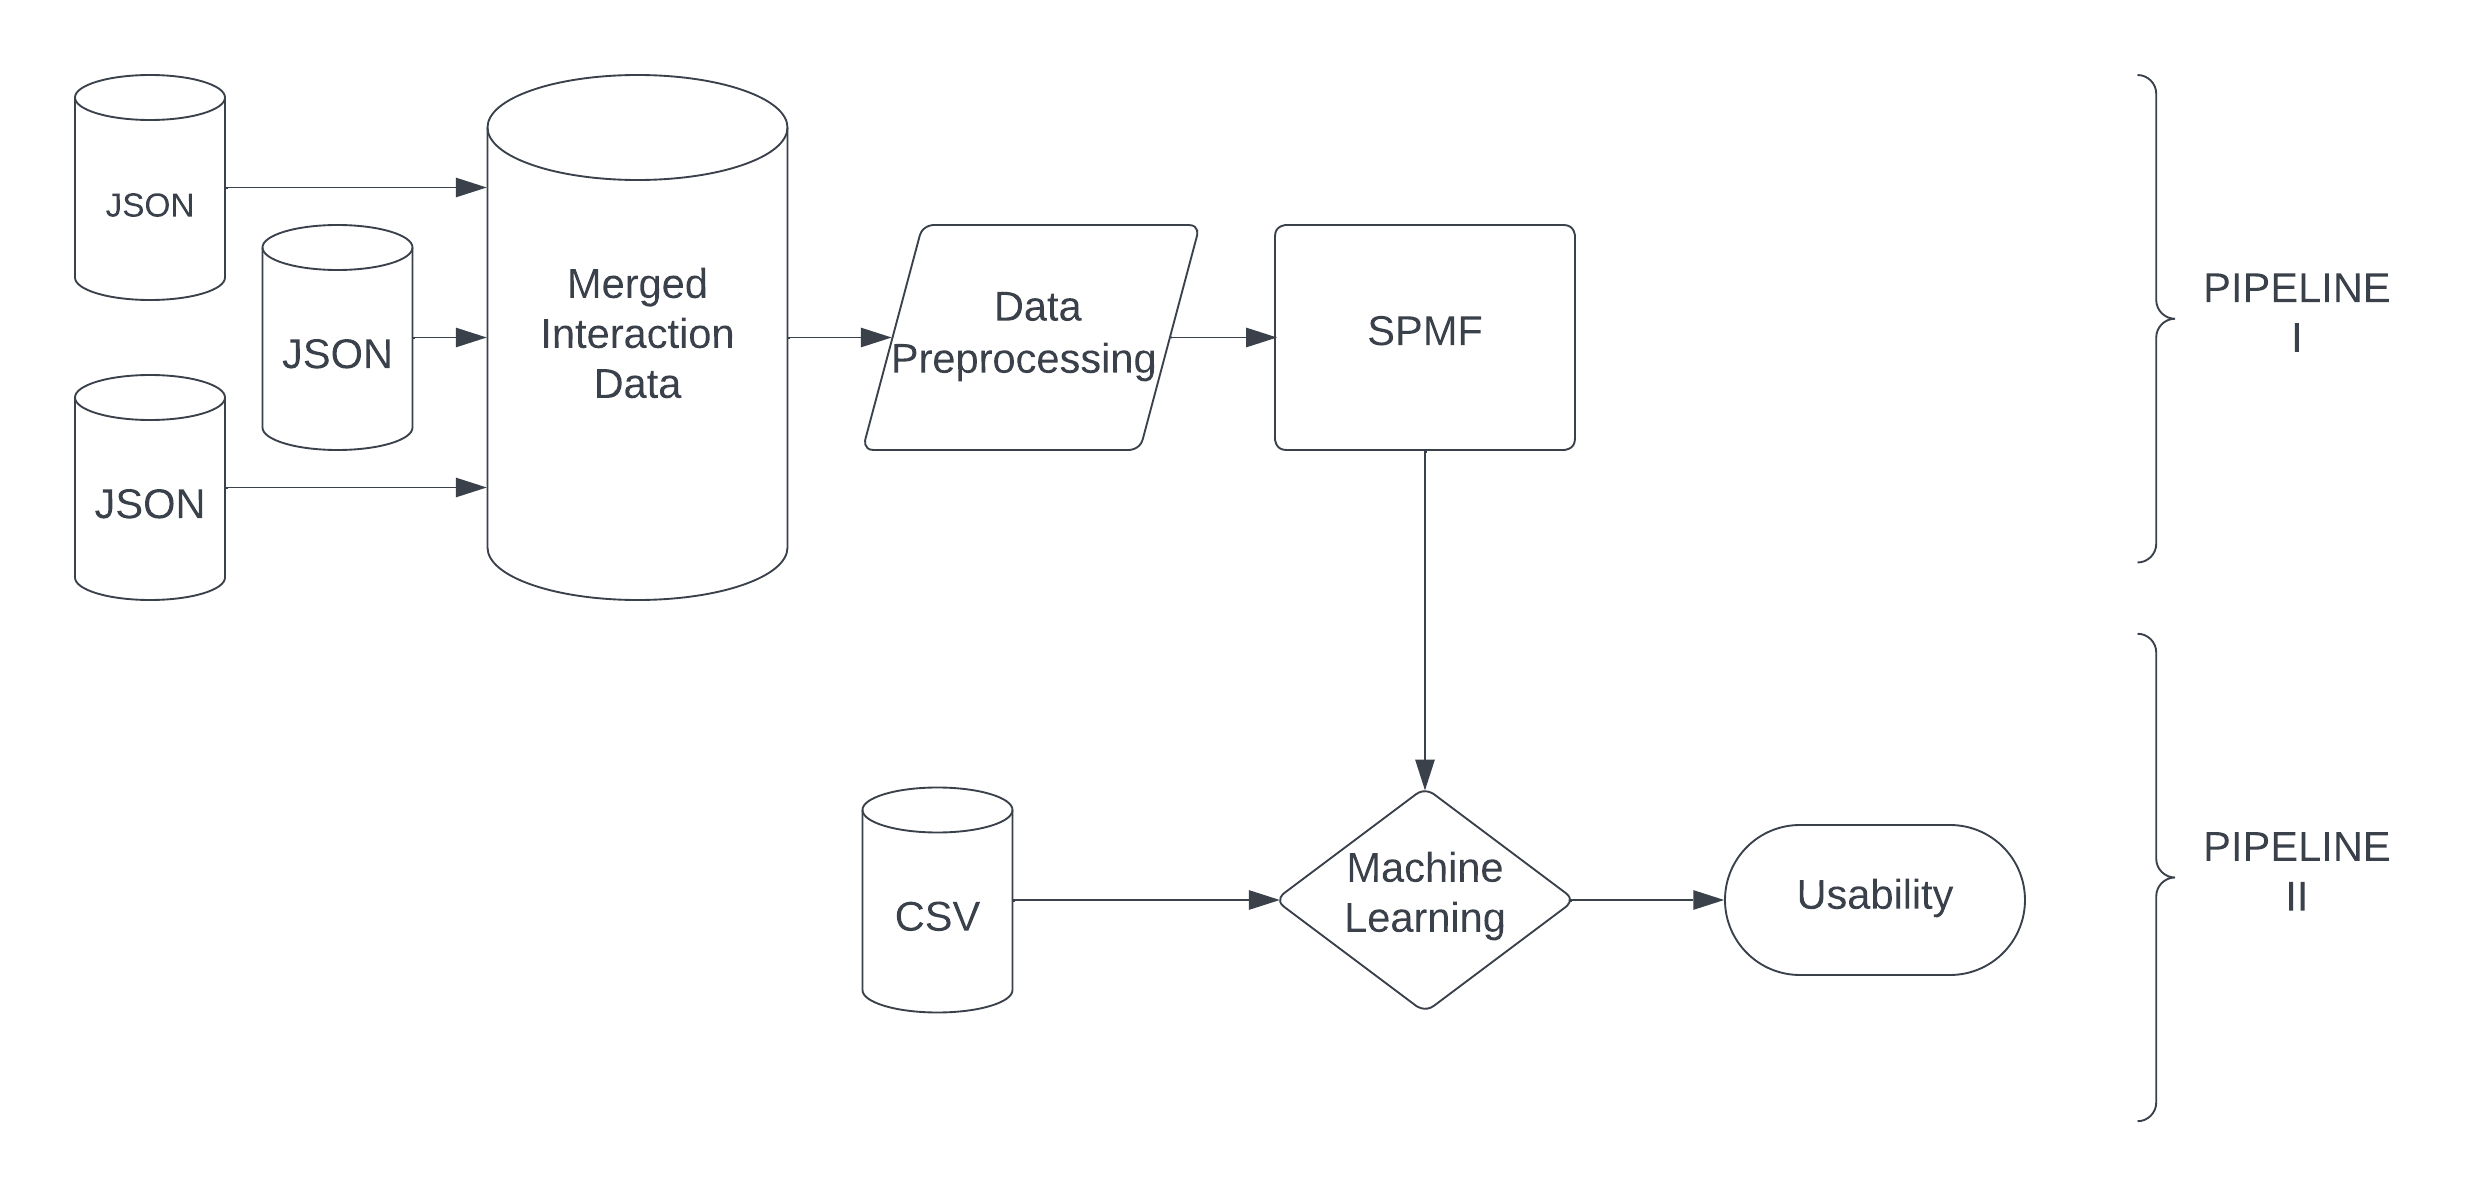 JSON
JSON
JSON
Merged
Interaction
Data
Data
Preprocessing
SPMF
PIPELINE
I
CSV
Machine
Learning
Usability
PIPELINE
II